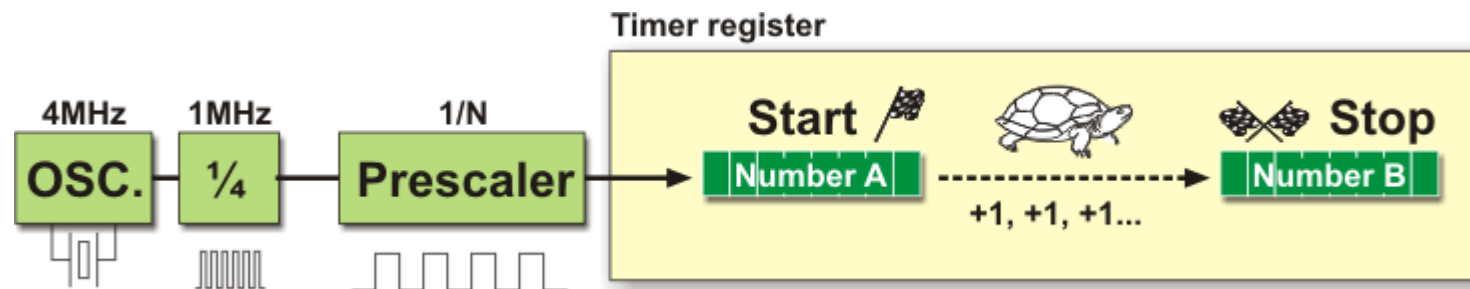 Timer register
4MHz
1MHz
1/N
OSC.
¼
Prescaler
Start
Stop
Number A
Number B
+1, +1, +1...